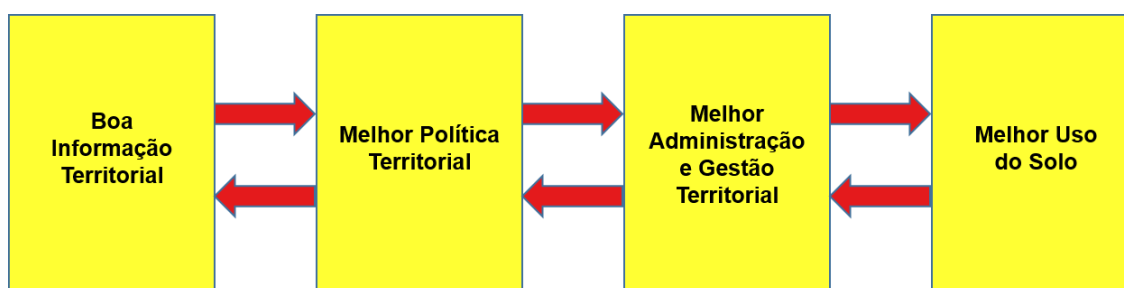 Boa
Informação
Territorial
Melhor Política
Territorial
Melhor
Administração
e Gestão
Territorial
Melhor Uso
do Solo